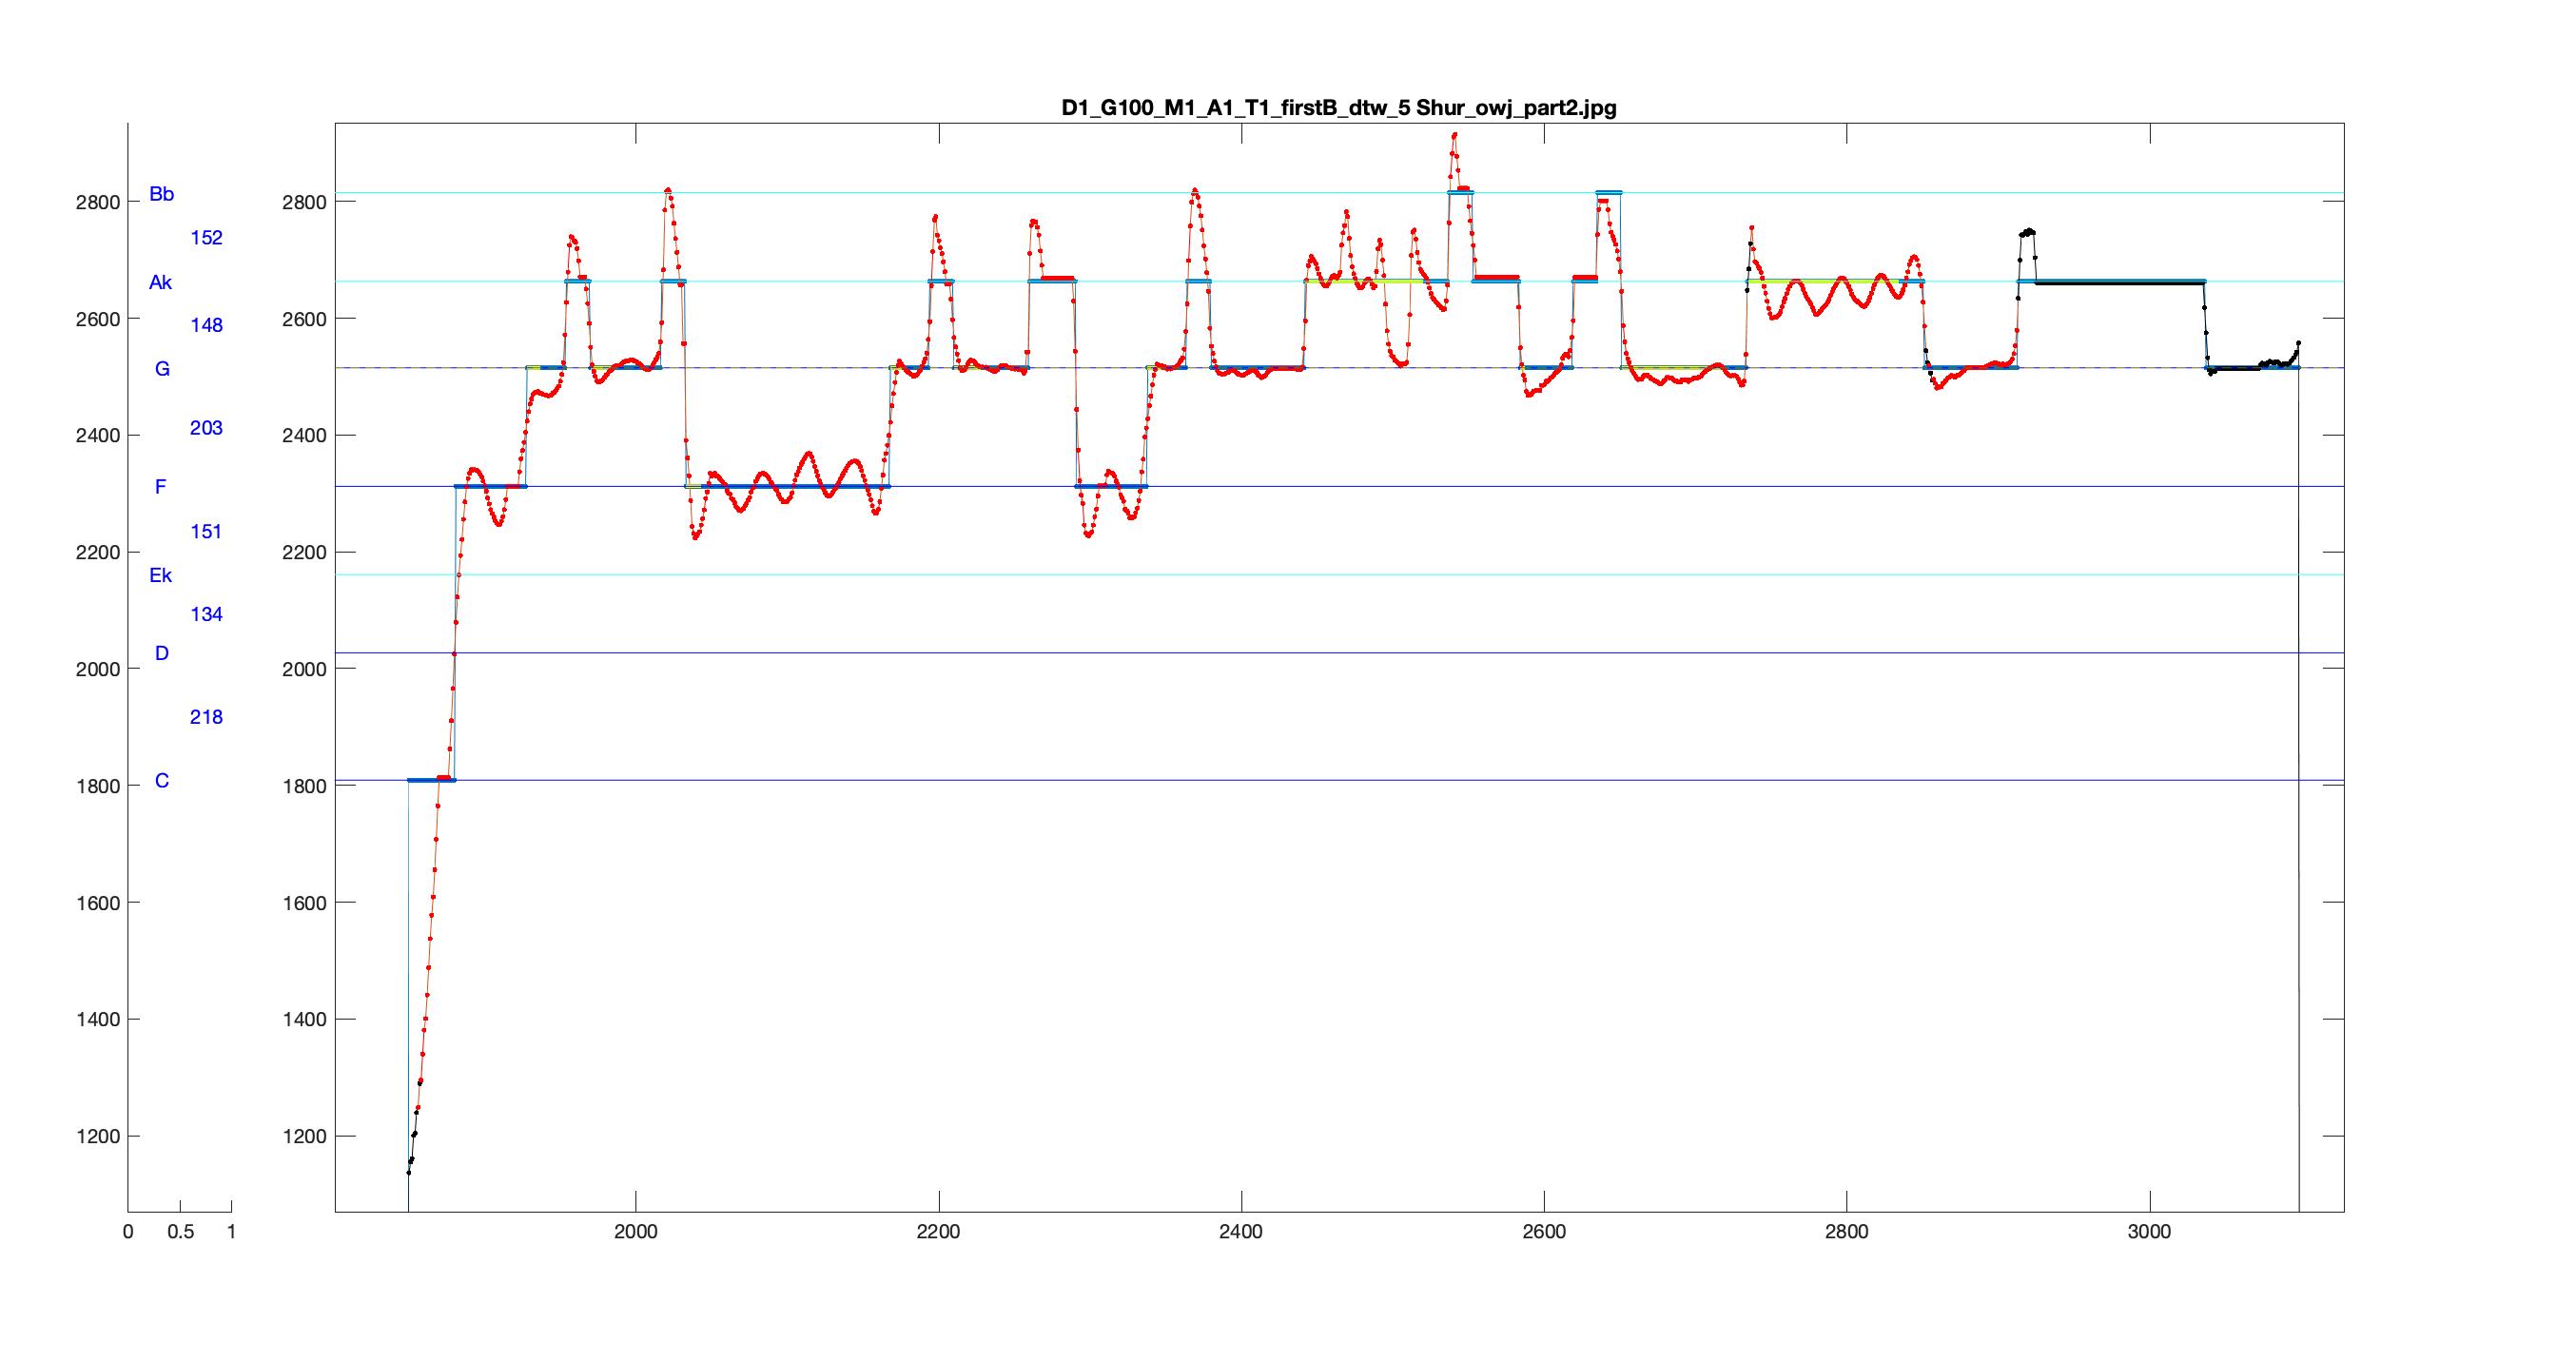 D1_G100_M1_A1_T1_firstB_dtw_5 Shur_owj_part2.jpg
2800 Bb 2800
152
Ak
2600 148 2600
G
2400 203 2400
F
2200 151 2200
Ek
134
2000 D 2000
218
1800 C 1800
1600 1600
1400 1400
1200 1200
0 0.5 1 2000 2200 2400 2600 2800 3000